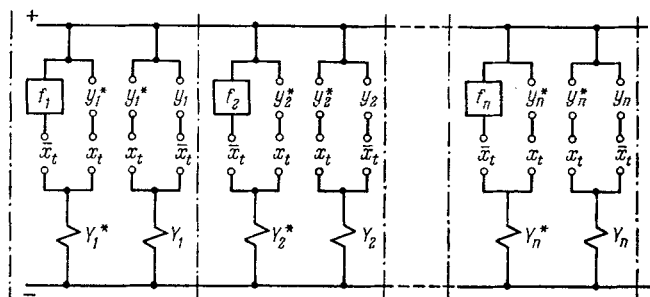 +
f₁ y₁* y₁* y₁ f₂ y₂* y₂* y₂ fₙ yₙ* yₙ* yₙ
x̄ₜ xₜ xₜ x̄ₜ x̄ₜ xₜ xₜ x̄ₜ x̄ₜ xₜ xₜ x̄ₜ
Y₁* Y₁ Y₂* Y₂ Yₙ* Yₙ
−